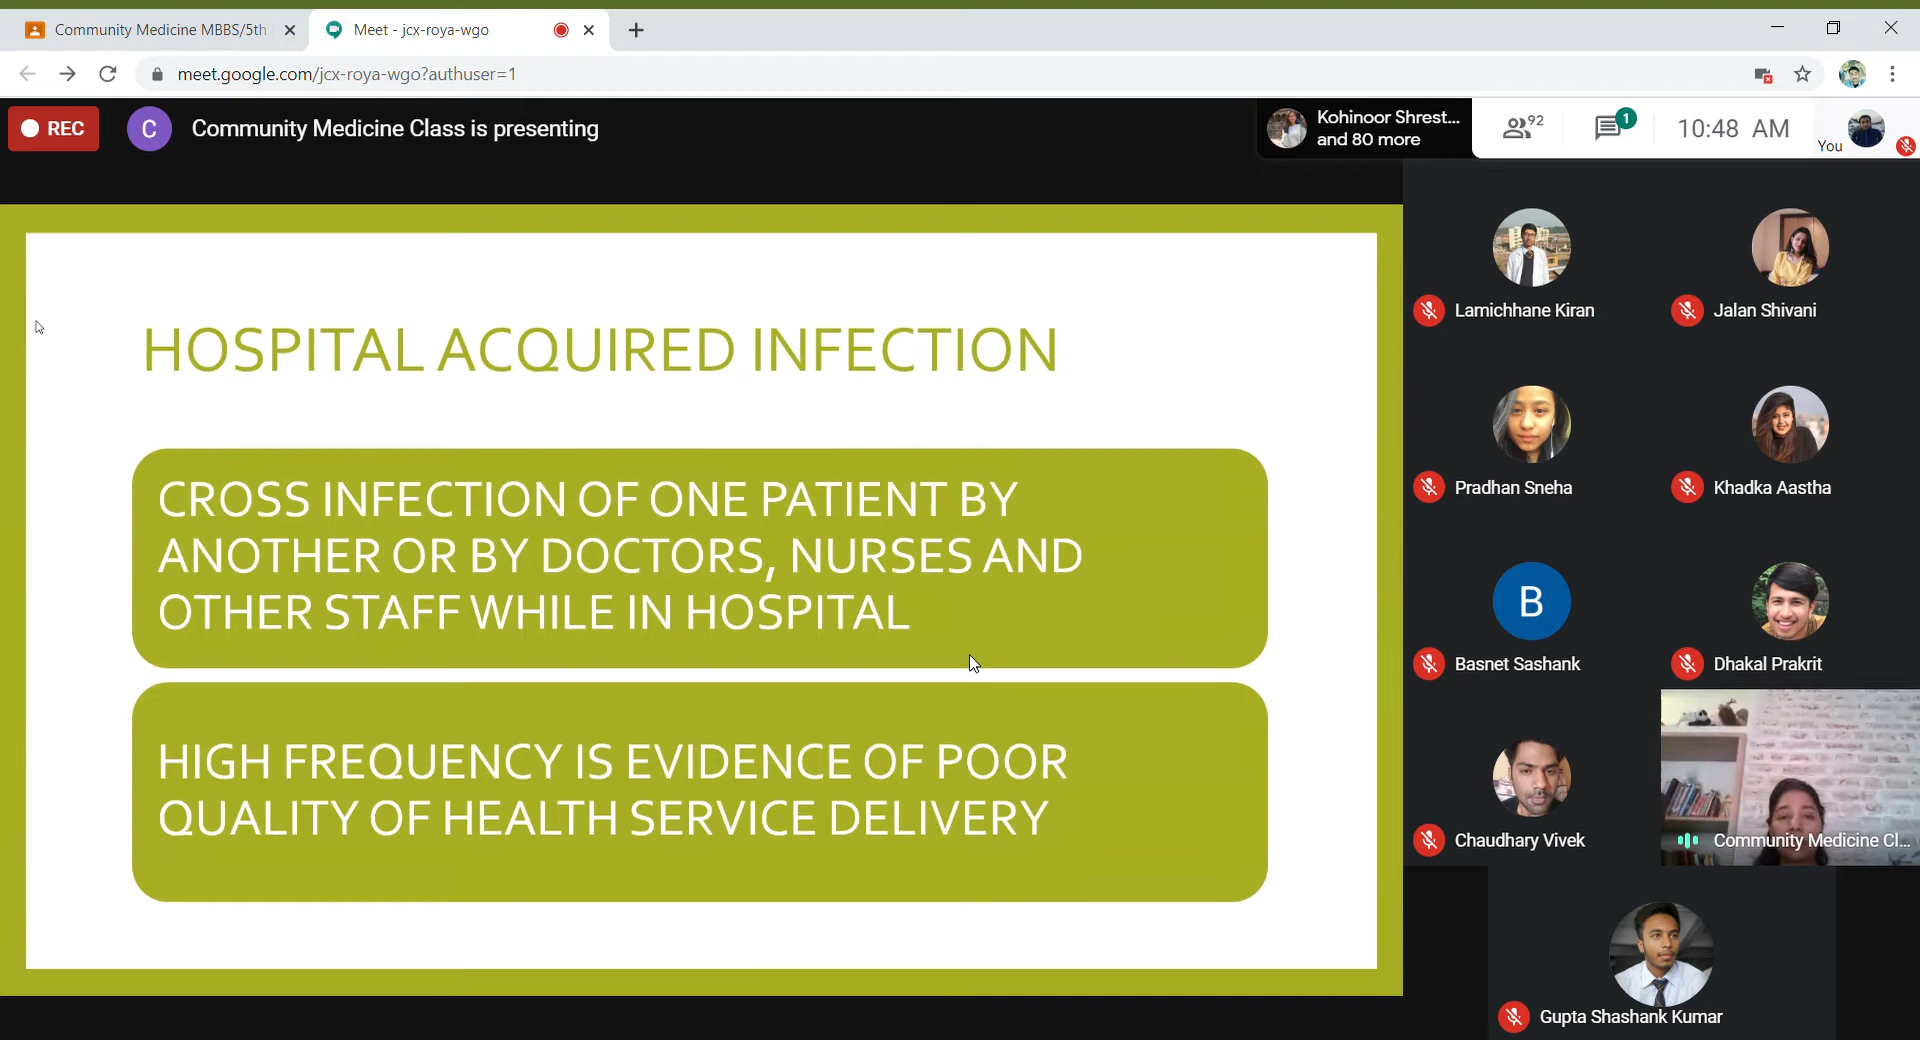 Community Medicine MBBS/5th
Meet - jcx-roya-wgo
meet.google.com/jcx-roya-wgo?authuser=1
REC
C
Community Medicine Class is presenting
Kohinoor Shrest...
and 80 more
92
1
10:48 AM
You
HOSPITAL ACQUIRED INFECTION
CROSS INFECTION OF ONE PATIENT BY
ANOTHER OR BY DOCTORS, NURSES AND
OTHER STAFF WHILE IN HOSPITAL
HIGH FREQUENCY IS EVIDENCE OF POOR
QUALITY OF HEALTH SERVICE DELIVERY
Lamichhane Kiran
Jalan Shivani
Pradhan Sneha
Khadka Aastha
B
Basnet Sashank
Dhakal Prakrit
Chaudhary Vivek
Community Medicine Cl...
Gupta Shashank Kumar